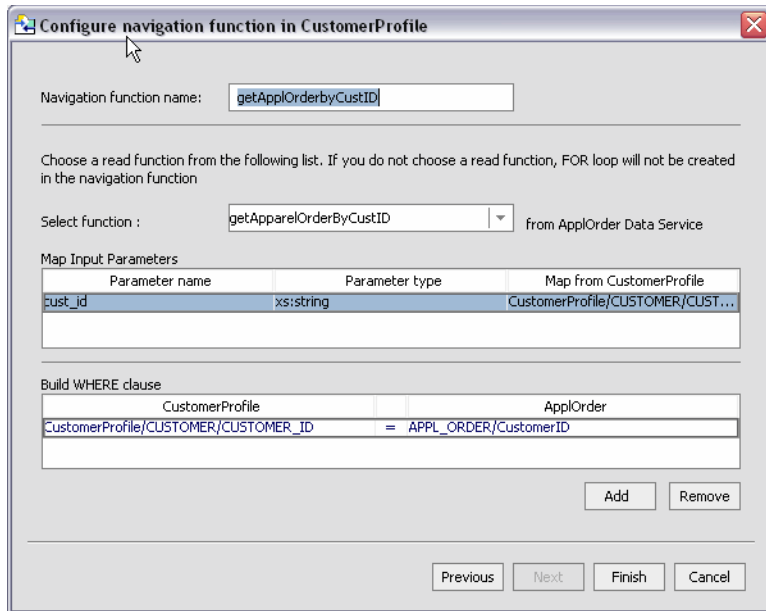 Configure navigation function in CustomerProfile
Navigation function name: getApplOrderbyCustID
Choose a read function from the following list. If you do not choose a read function, FOR loop will not be created
in the navigation function
Select function : getApparelOrderByCustID from ApplOrder Data Service
Map Input Parameters
Parameter name Parameter type Map from CustomerProfile
cust_id xs:string CustomerProfile/CUSTOMER/CUST...
Build WHERE clause
CustomerProfile ApplOrder
CustomerProfile/CUSTOMER/CUSTOMER_ID = APPL_ORDER/CustomerID
Add Remove
Previous Next Finish Cancel